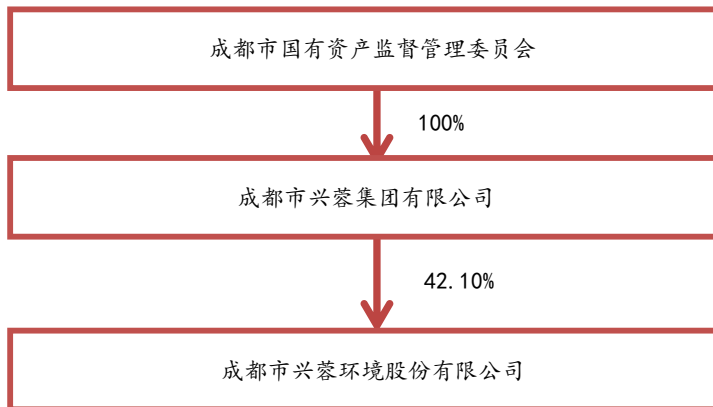 成都市国有资产监督管理委员会
100%
成都市兴蓉集团有限公司
42.10%
成都市兴蓉环境股份有限公司